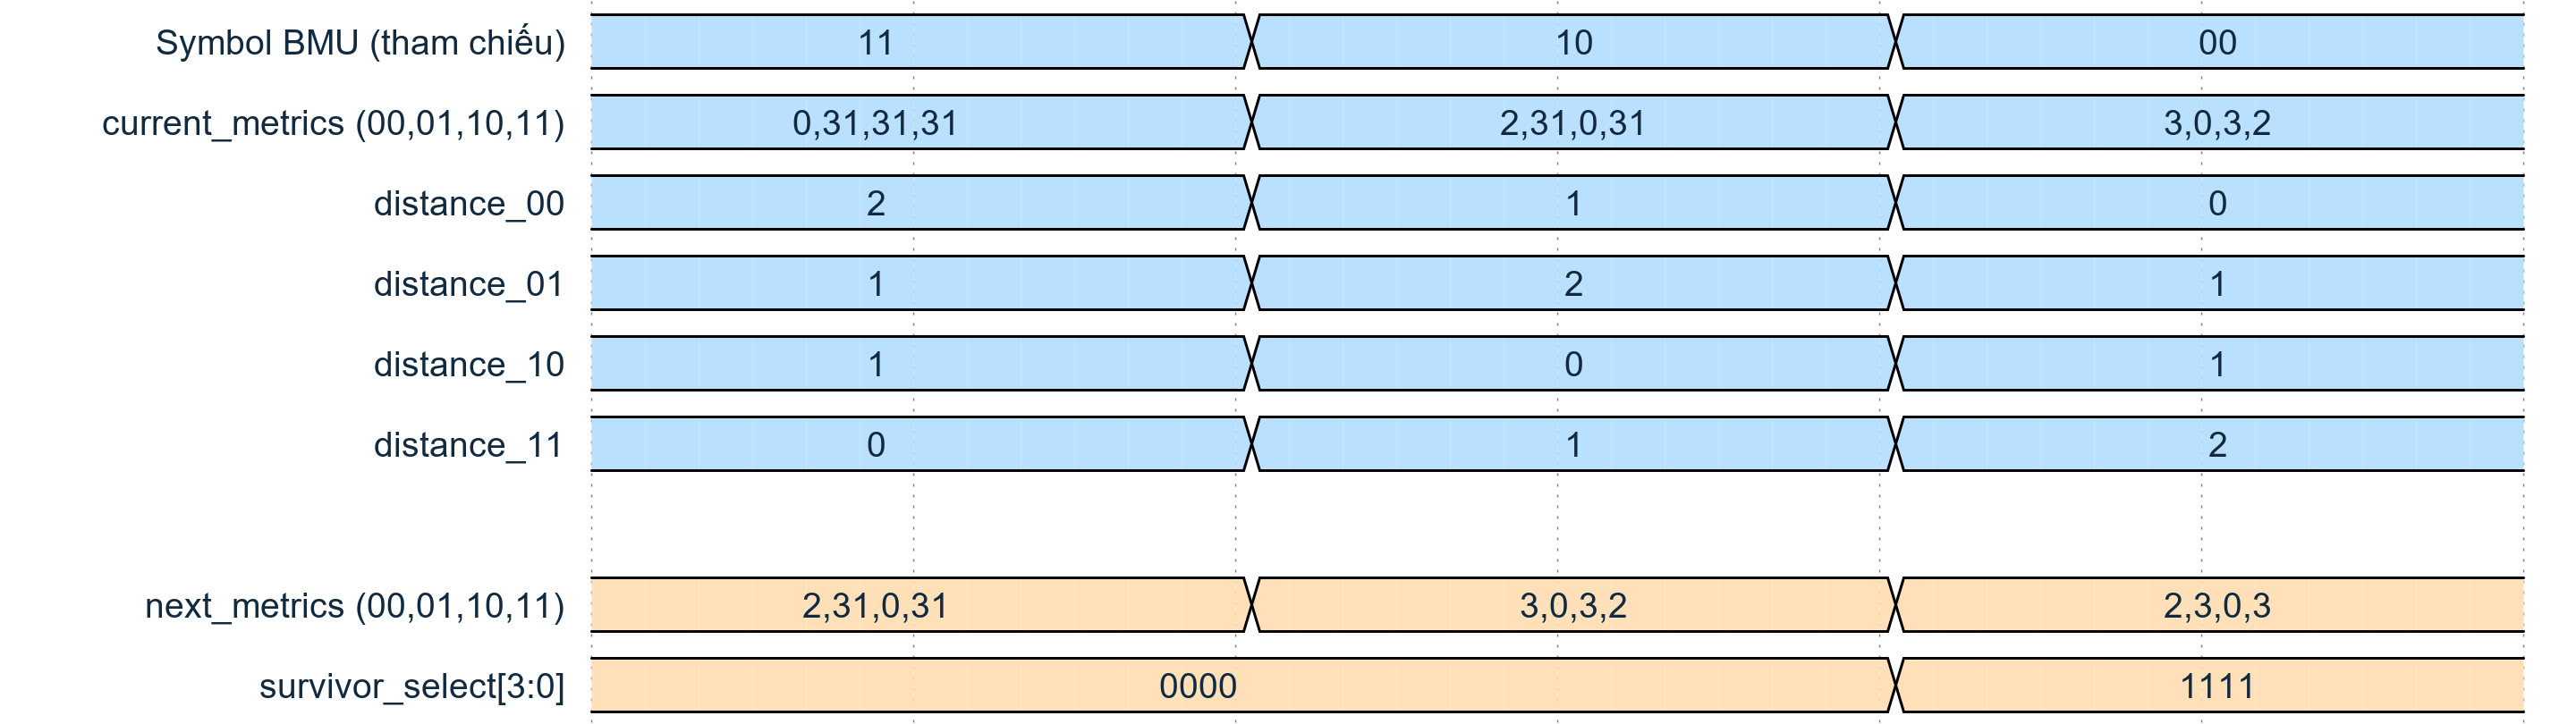 Symbol BMU (tham chiếu) 11 10 00
current_metrics (00,01,10,11) 0,31,31,31 2,31,0,31 3,0,3,2
distance_00 2 1 0
distance_01 1 2 1
distance_10 1 0 1
distance_11 0 1 2
next_metrics (00,01,10,11) 2,31,0,31 3,0,3,2 2,3,0,3
survivor_select[3:0] 0000 1111